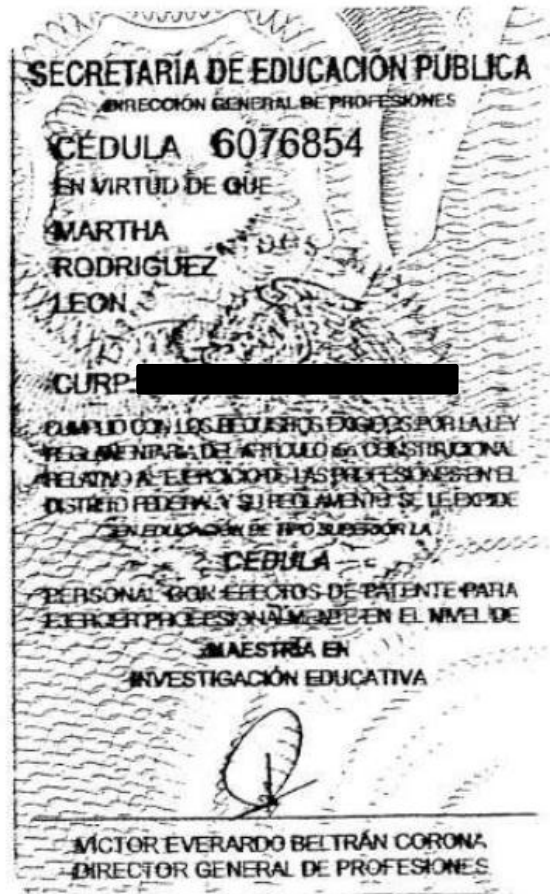 SECRETARÍA DE EDUCACIÓN PÚBLICA
DIRECCIÓN GENERAL DE PROFESIONES
CÉDULA 6076854
EN VIRTUD DE QUE
MARTHA
RODRIGUEZ
LEON
CURP
CUMPLIO CON LOS REQUISITOS EXIGIDOS POR LA LEY
REGLAMENTARIA DEL ARTICULO 5o. CONSTITUCIONAL
RELATIVO AL EJERCICIO DE LAS PROFESIONES EN EL
DISTRITO FEDERAL Y SU REGLAMENTO SE LE EXPIDE
EN EDUCACIÓN DE TIPO SUPERIOR LA
CÉDULA
PERSONAL CON EFECTOS DE PATENTE PARA
EJERCER PROFESIONALMENTE EN EL NIVEL DE
MAESTRÍA EN
INVESTIGACIÓN EDUCATIVA
VICTOR EVERARDO BELTRÁN CORONA
DIRECTOR GENERAL DE PROFESIONES